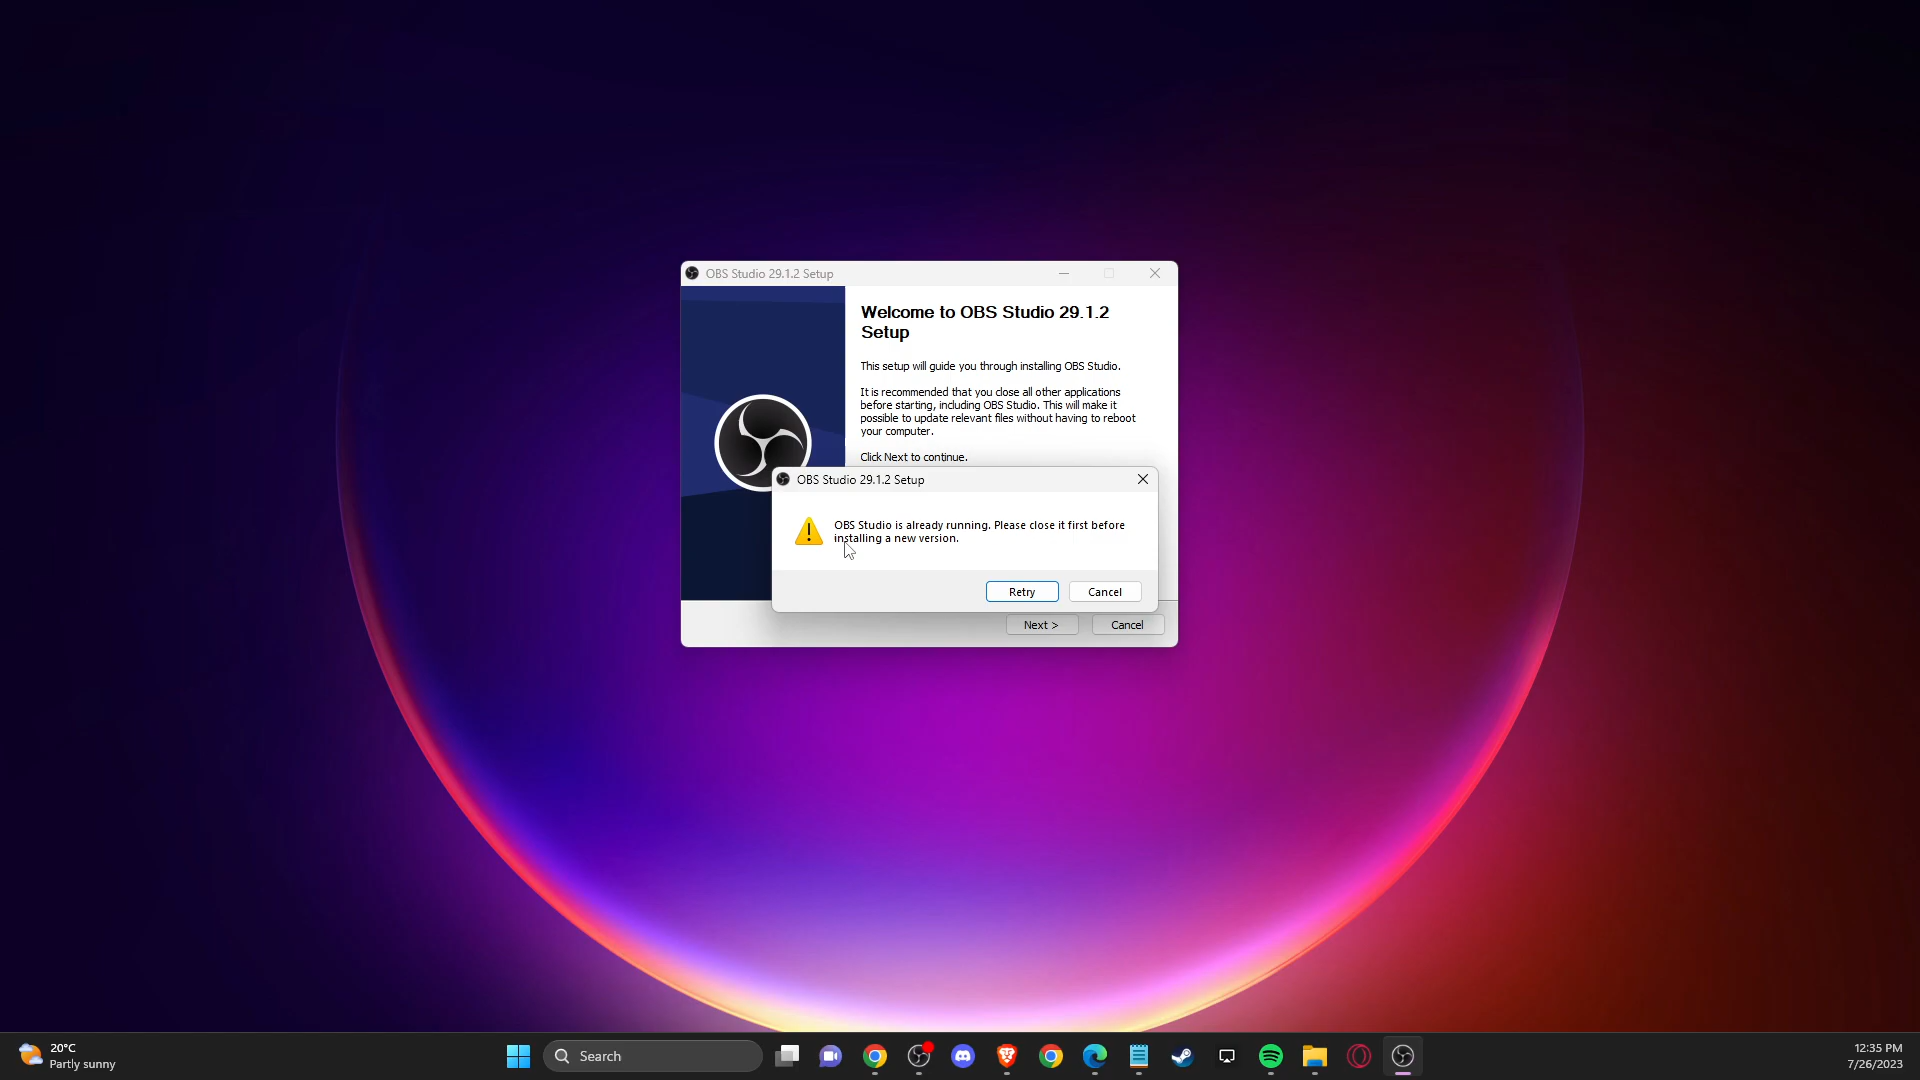 OBS Studio 29.1.2 Setup
Welcome to OBS Studio 29.1.2
Setup
This setup will guide you through installing OBS Studio.
It is recommended that you close all other applications
before starting, including OBS Studio. This will make it
possible to update relevant files without having to reboot
your computer.
Click Next to continue.
OBS Studio 29.1.2 Setup
OBS Studio is already running. Please close it first before
installing a new version.
Retry
Cancel
Next >
Cancel
20°C
Partly sunny
Search
12:35 PM
7/26/2023